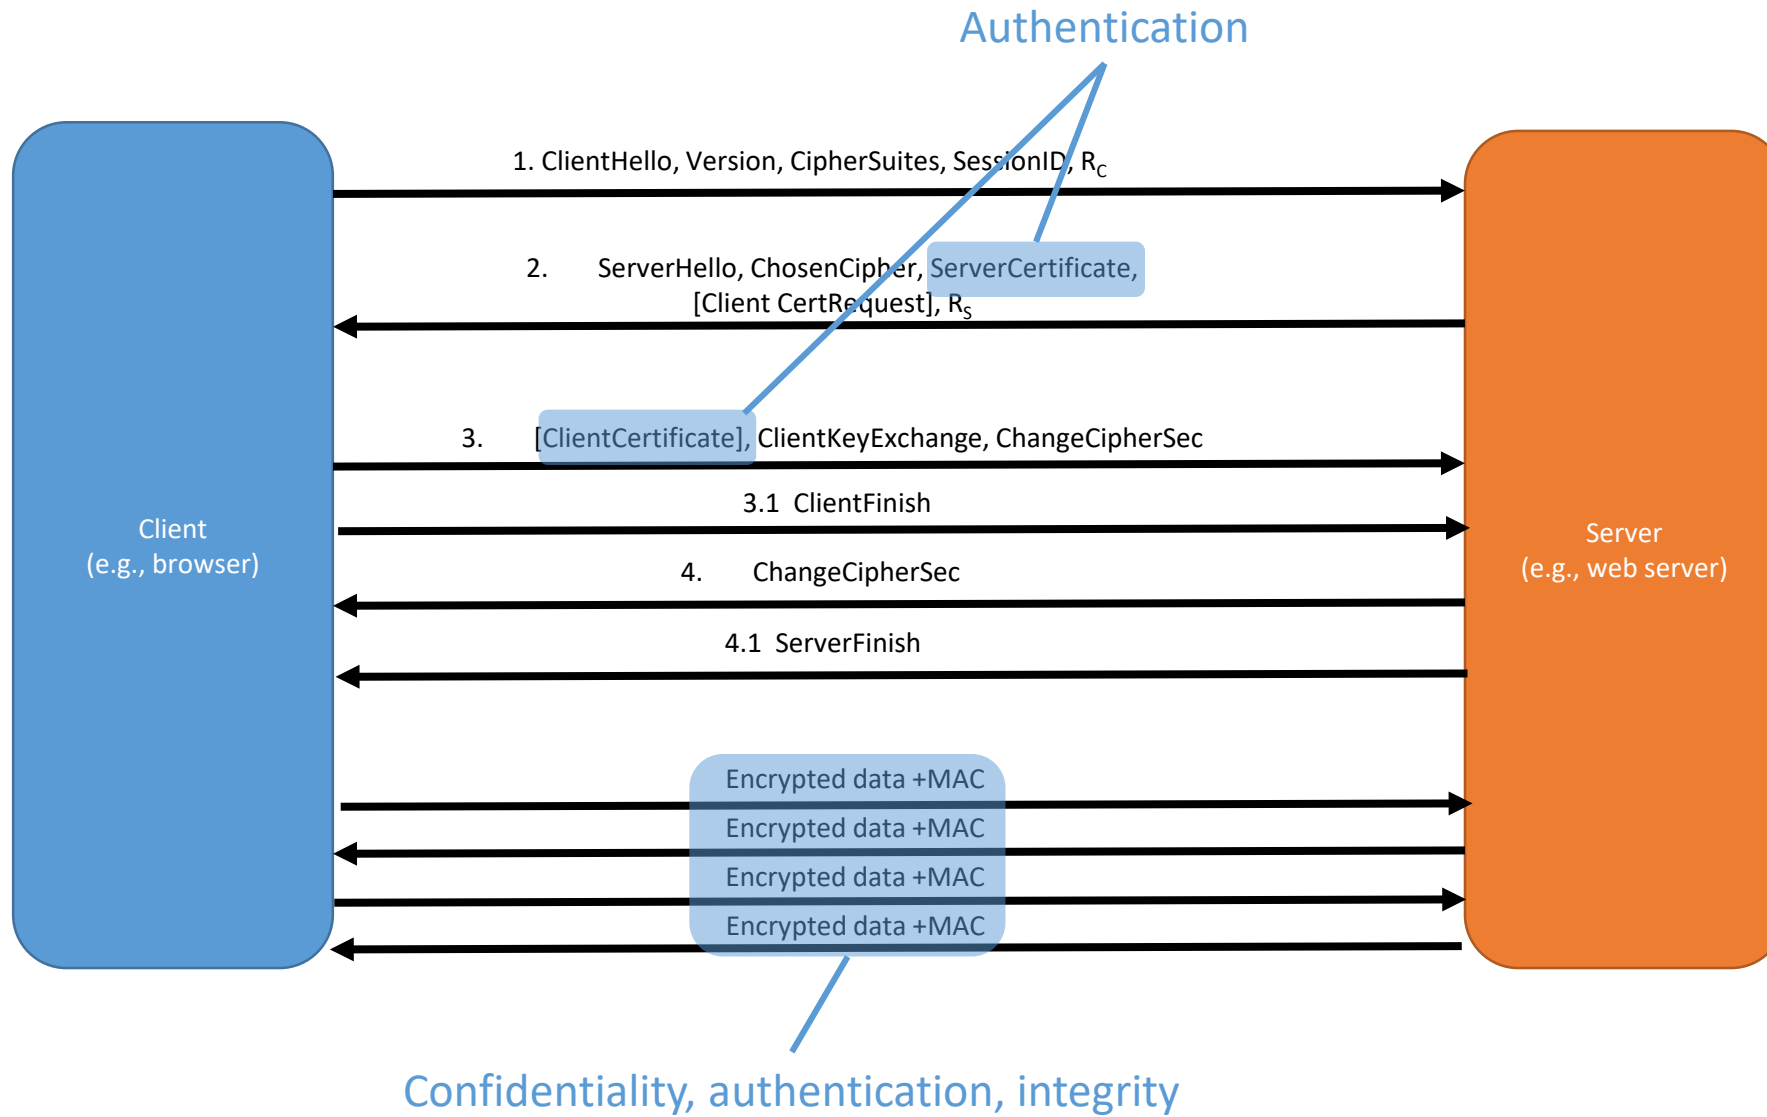 Authentication
1. ClientHello, Version, CipherSuites, SessionID, R_C
2. ServerHello, ChosenCipher, ServerCertificate,
[Client CertRequest], R_S
3. [ClientCertificate], ClientKeyExchange, ChangeCipherSec
3.1 ClientFinish
Client
(e.g., browser)
Server
(e.g., web server)
4. ChangeCipherSec
4.1 ServerFinish
Encrypted data +MAC
Encrypted data +MAC
Encrypted data +MAC
Encrypted data +MAC
Confidentiality, authentication, integrity